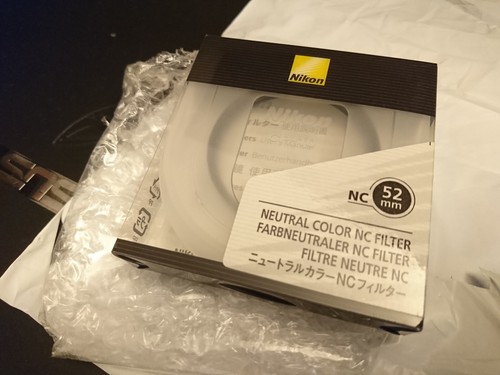 Nikon
Nikon
NC 52 mm
NEUTRAL COLOR NC FILTER
FARBNEUTRALER NC FILTER
FILTRE NEUTRE NC
ニュートラルカラーNCフィルター